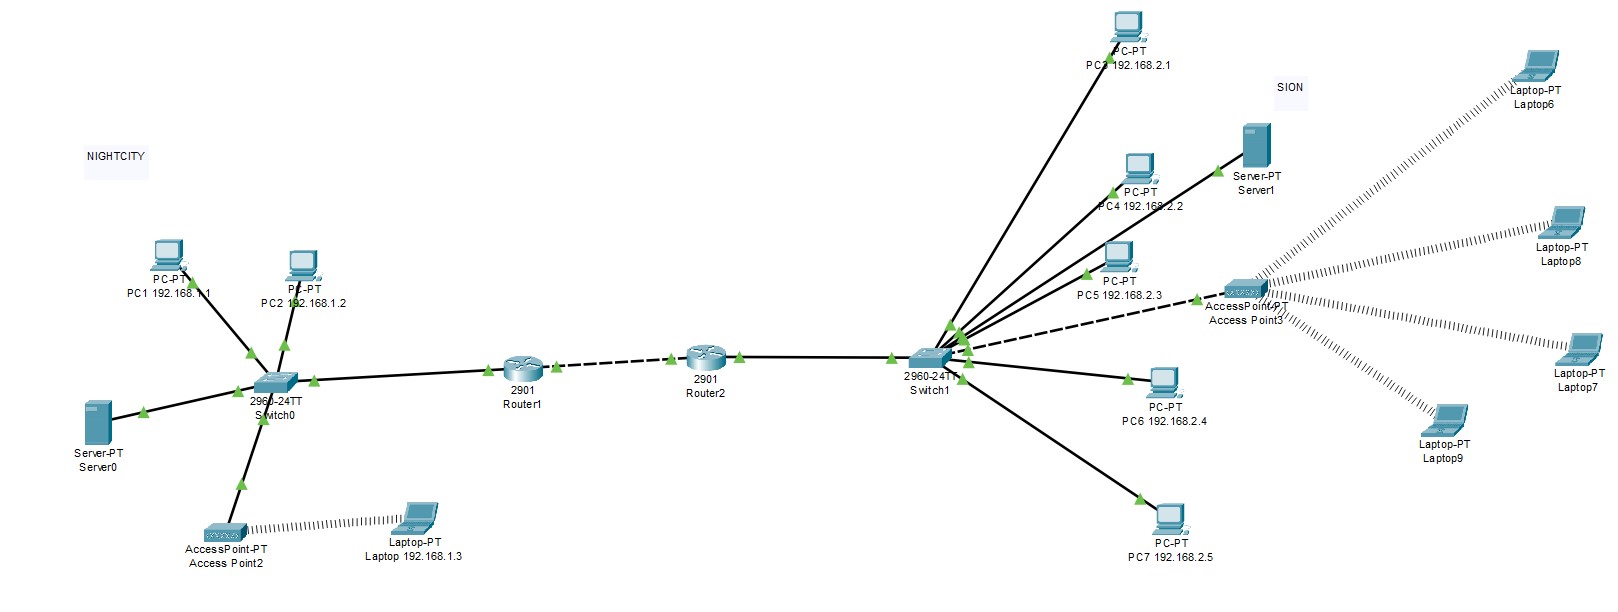 PC-PT
PC3 192.168.2.1
SION
Laptop-PT
Laptop6
NIGHTCITY
PC-PT
PC4 192.168.2.2
Server-PT
Server1
PC-PT
PC1 192.168.1.1
PC-PT
PC2 192.168.1.2
PC-PT
PC5 192.168.2.3
Laptop-PT
Laptop8
AccessPoint-PT
Access Point3
2960-24TT
Switch0
2901
Router1
2901
Router2
2960-24TT
Switch1
Laptop-PT
Laptop7
PC-PT
PC6 192.168.2.4
Server-PT
Server0
Laptop-PT
Laptop9
AccessPoint-PT
Access Point2
Laptop-PT
Laptop 192.168.1.3
PC-PT
PC7 192.168.2.5